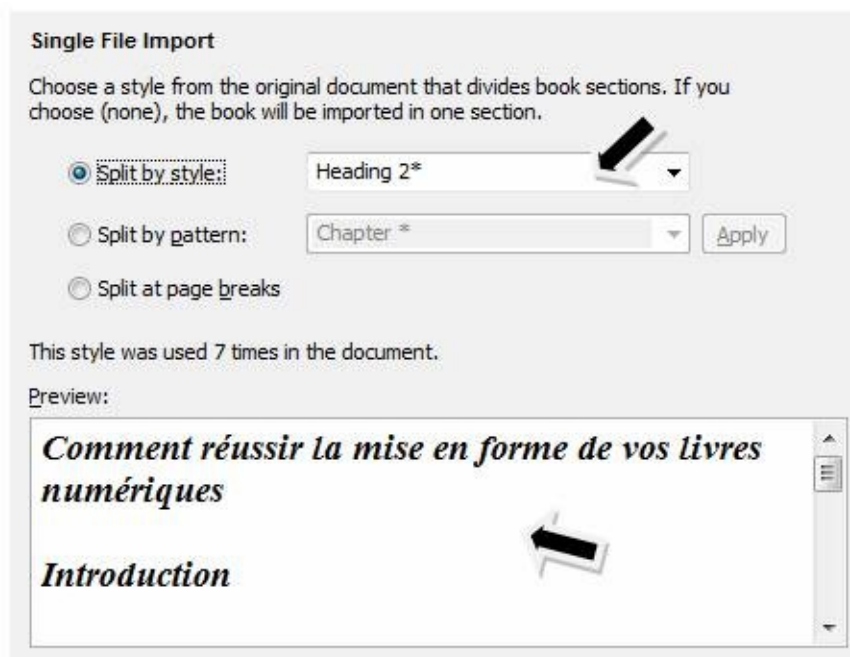 Single File Import
Choose a style from the original document that divides book sections. If you
choose (none), the book will be imported in one section.
Split by style: Heading 2*
Split by pattern: Chapter * Apply
Split at page breaks
This style was used 7 times in the document.
Preview:
Comment réussir la mise en forme de vos livres
numériques
Introduction